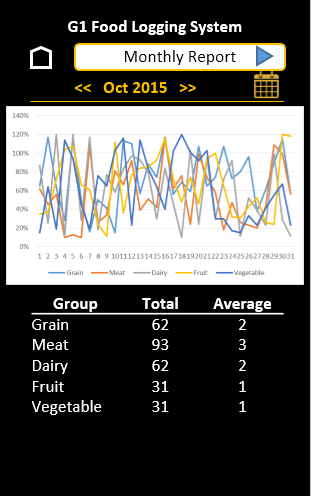 G1 Food Logging System
Monthly Report
<< Oct 2015 >>
140%
120%
100%
80%
60%
40%
20%
0%
1 2 3 4 5 6 7 8 9 10 11 12 13 14 15 16 17 18 19 20 21 22 23 24 25 26 27 28 29 30 31
Grain Meat Dairy Fruit Vegetable
Group Total Average
Grain 62 2
Meat 93 3
Dairy 62 2
Fruit 31 1
Vegetable 31 1